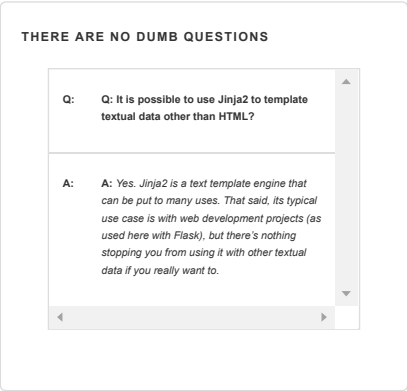 THERE ARE NO DUMB QUESTIONS
Q: Q: It is possible to use Jinja2 to template
textual data other than HTML?
A: A: Yes. Jinja2 is a text template engine that
can be put to many uses. That said, its typical
use case is with web development projects (as
used here with Flask), but there’s nothing
stopping you from using it with other textual
data if you really want to.